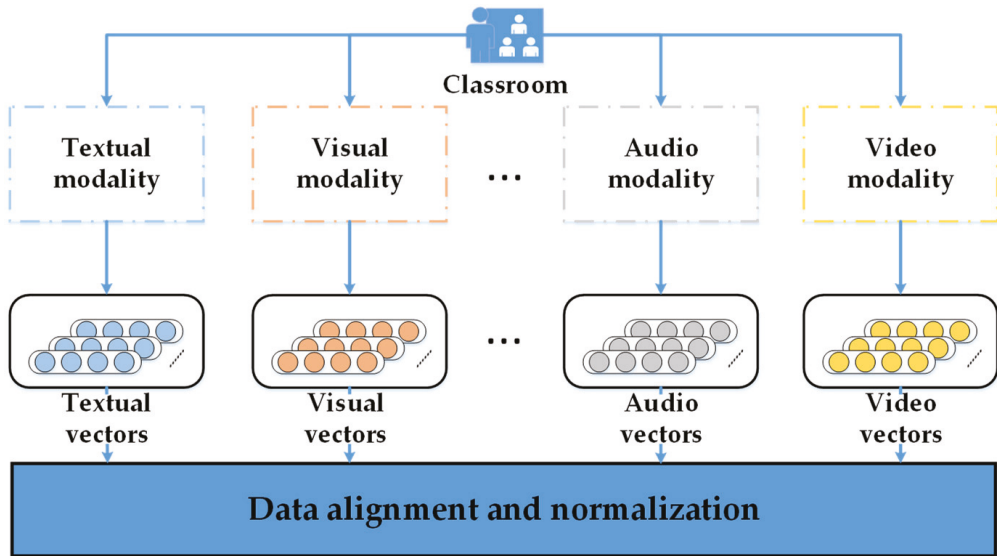 Classroom
Textual
modality
Visual
modality
...
Audio
modality
Video
modality
...
Textual
vectors
Visual
vectors
Audio
vectors
Video
vectors
Data alignment and normalization